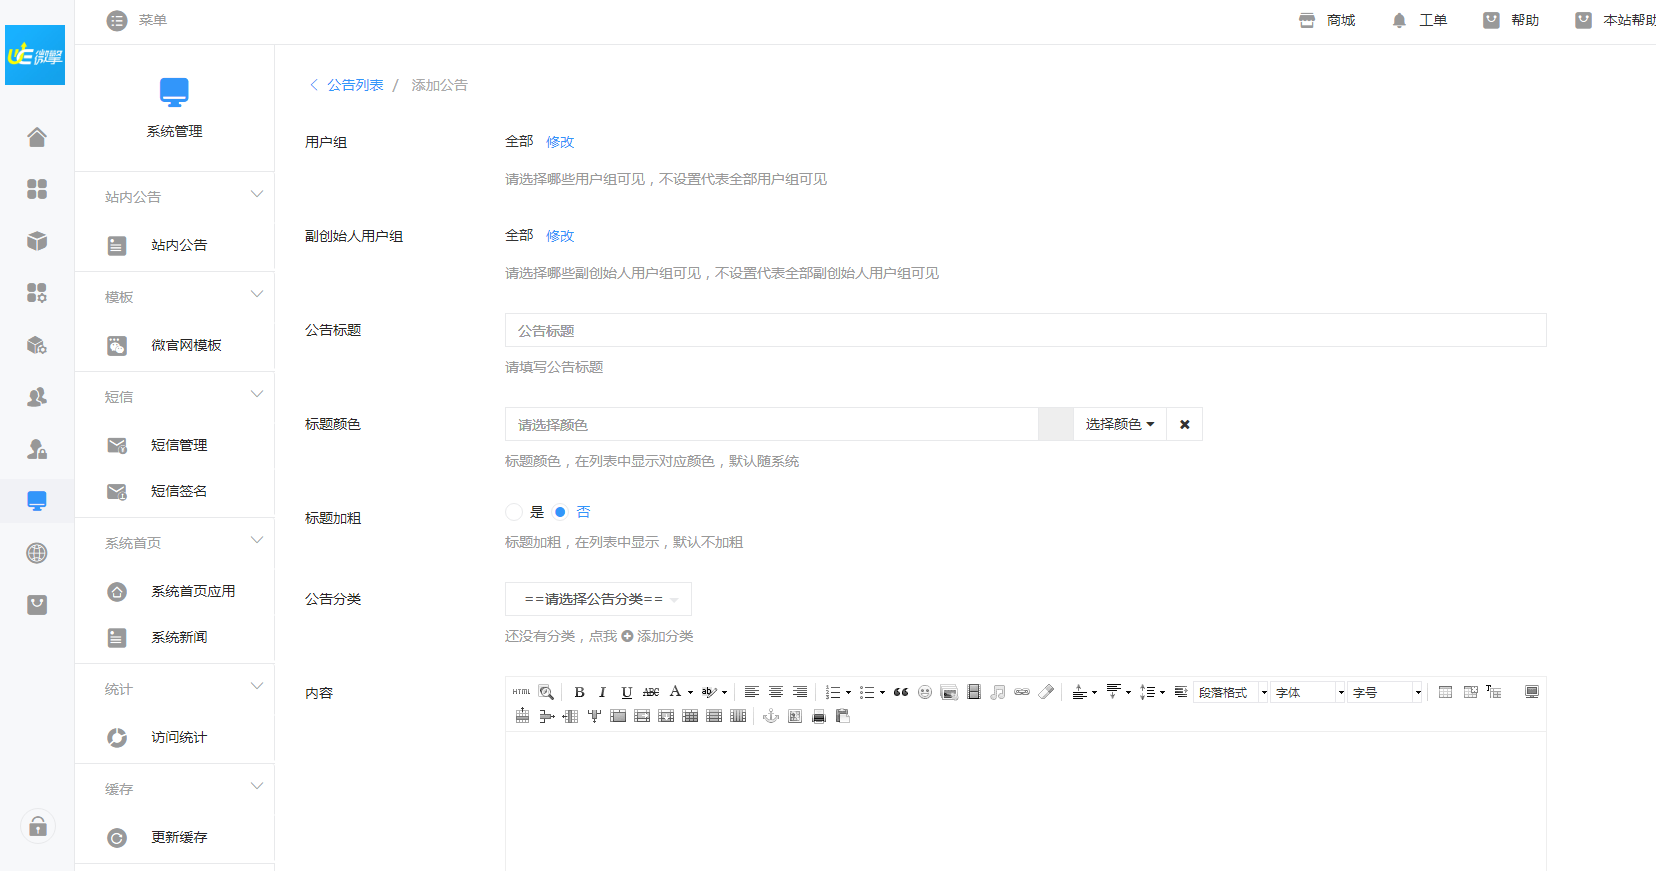 菜单
商城
工单
帮助
本站帮助
WE微擎
系统管理
站内公告
站内公告
模板
微官网模板
短信
短信管理
短信签名
系统首页
系统首页应用
系统新闻
统计
访问统计
缓存
更新缓存
公告列表 / 添加公告
用户组
全部 修改
请选择哪些用户组可见，不设置代表全部用户组可见
副创始人用户组
全部 修改
请选择哪些副创始人用户组可见，不设置代表全部副创始人用户组可见
公告标题
公告标题
请填写公告标题
标题颜色
请选择颜色
选择颜色
标题颜色，在列表中显示对应颜色，默认随系统
标题加粗
是 否
标题加粗，在列表中显示，默认不加粗
公告分类
==请选择公告分类==
还没有分类，点我 添加分类
内容
HTML B I U ABC A ab 段落格式 字体 字号